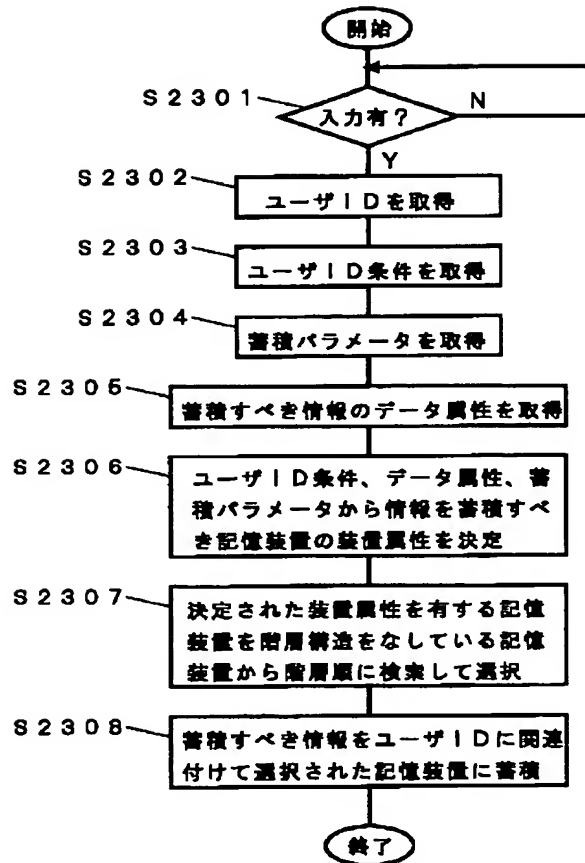 開始
S2301
入力有?
N
Y
S2302
ユーザIDを取得
S2303
ユーザID条件を取得
S2304
蓄積パラメータを取得
S2305
蓄積すべき情報のデータ属性を取得
S2306
ユーザID条件、データ属性、蓄
積パラメータから情報を蓄積すべ
き記憶装置の装置属性を決定
S2307
決定された装置属性を有する記憶
装置を階層構造をなしている記憶
装置から階層順に検索して選択
S2308
蓄積すべき情報をユーザIDに関連
付けて選択された記憶装置に蓄積
終了